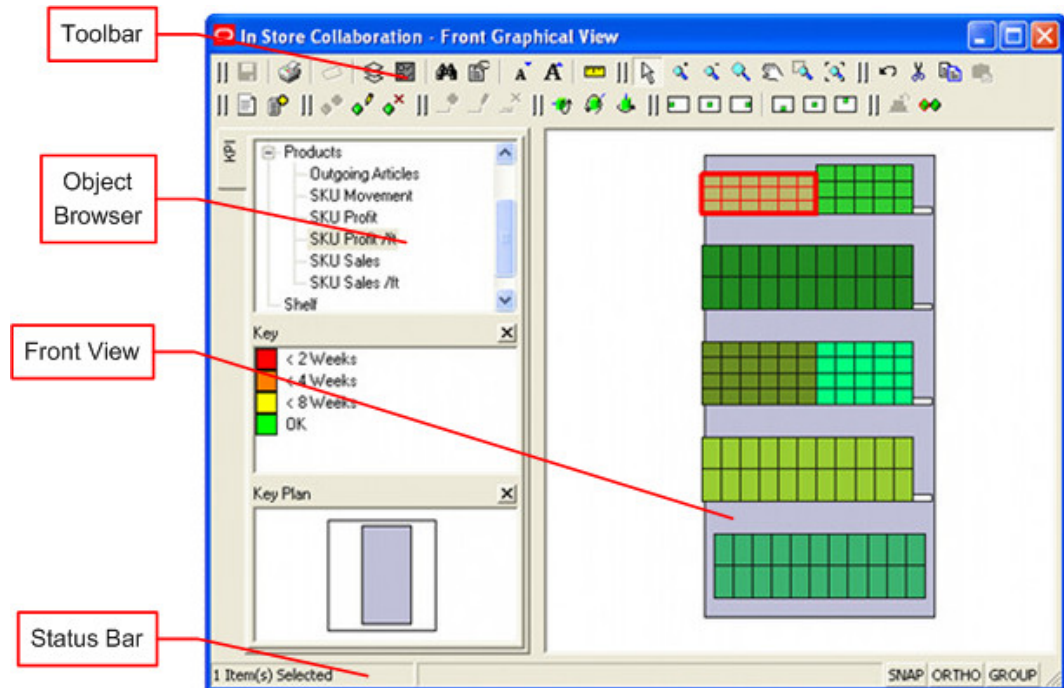 Toolbar
In Store Collaboration - Front Graphical View
A A
KPI
Products
Outgoing Articles
SKU Movement
SKU Profit
SKU Profit /ft
SKU Sales
SKU Sales /ft
Shelf
Object
Browser
Key
< 2 Weeks
< 4 Weeks
< 8 Weeks
OK
Front View
Key Plan
Status Bar
1 Item(s) Selected
SNAP ORTHO GROUP